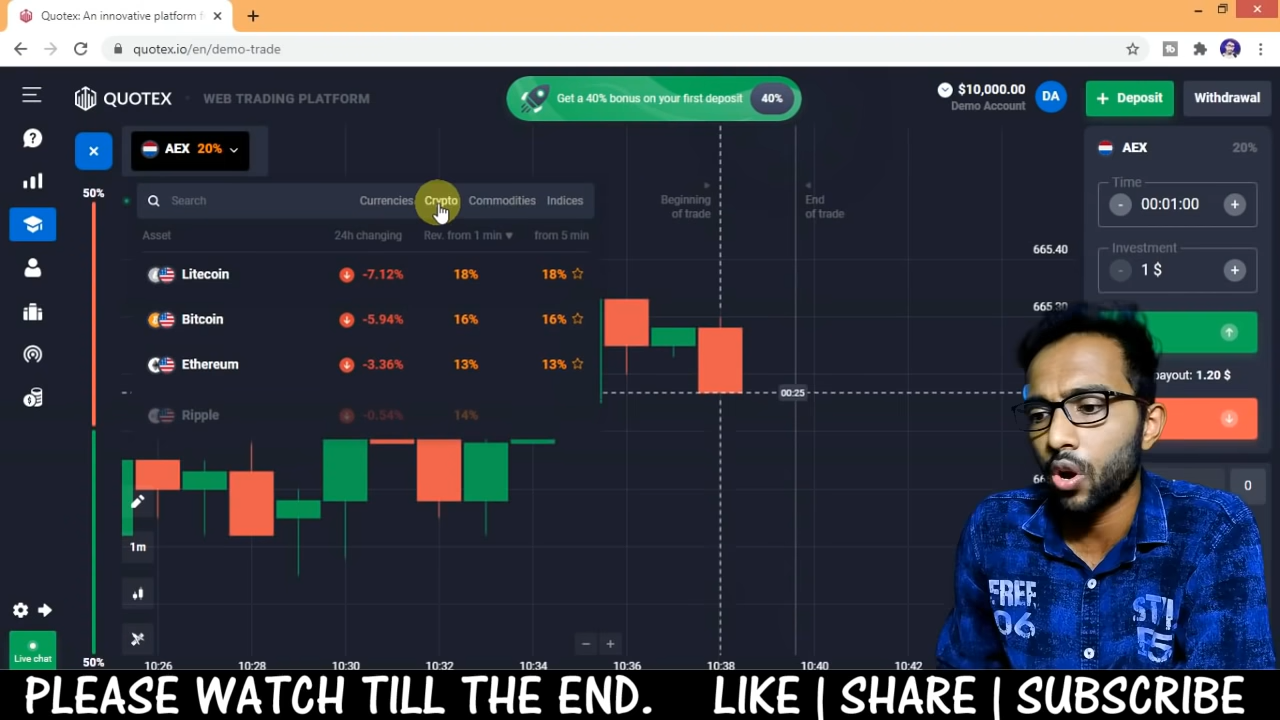 Quotex: An innovative platform f
quotex.io/en/demo-trade
QUOTEX
WEB TRADING PLATFORM
Get a 40% bonus on your first deposit 40%
$10,000.00
Demo Account
DA
+ Deposit
Withdrawal
AEX 20%
50%
Search
Currencies
Crypto
Commodities
Indices
Asset
24h changing
Rev. from 1 min
from 5 min
Litecoin -7.12% 18% 18%
Bitcoin -5.94% 16% 16%
Ethereum -3.36% 13% 13%
Ripple -0.54% 14%
Beginning
of trade
End
of trade
665.40
665.30
00:25
AEX 20%
Time
- 00:01:00 +
Investment
- 1 $ +
payout: 1.20 $
0
1m
Live chat
50%
10:26 10:28 10:30 10:32 10:34 10:36 10:38 10:40 10:42
FREE
06
PLEASE WATCH TILL THE END. LIKE | SHARE | SUBSCRIBE